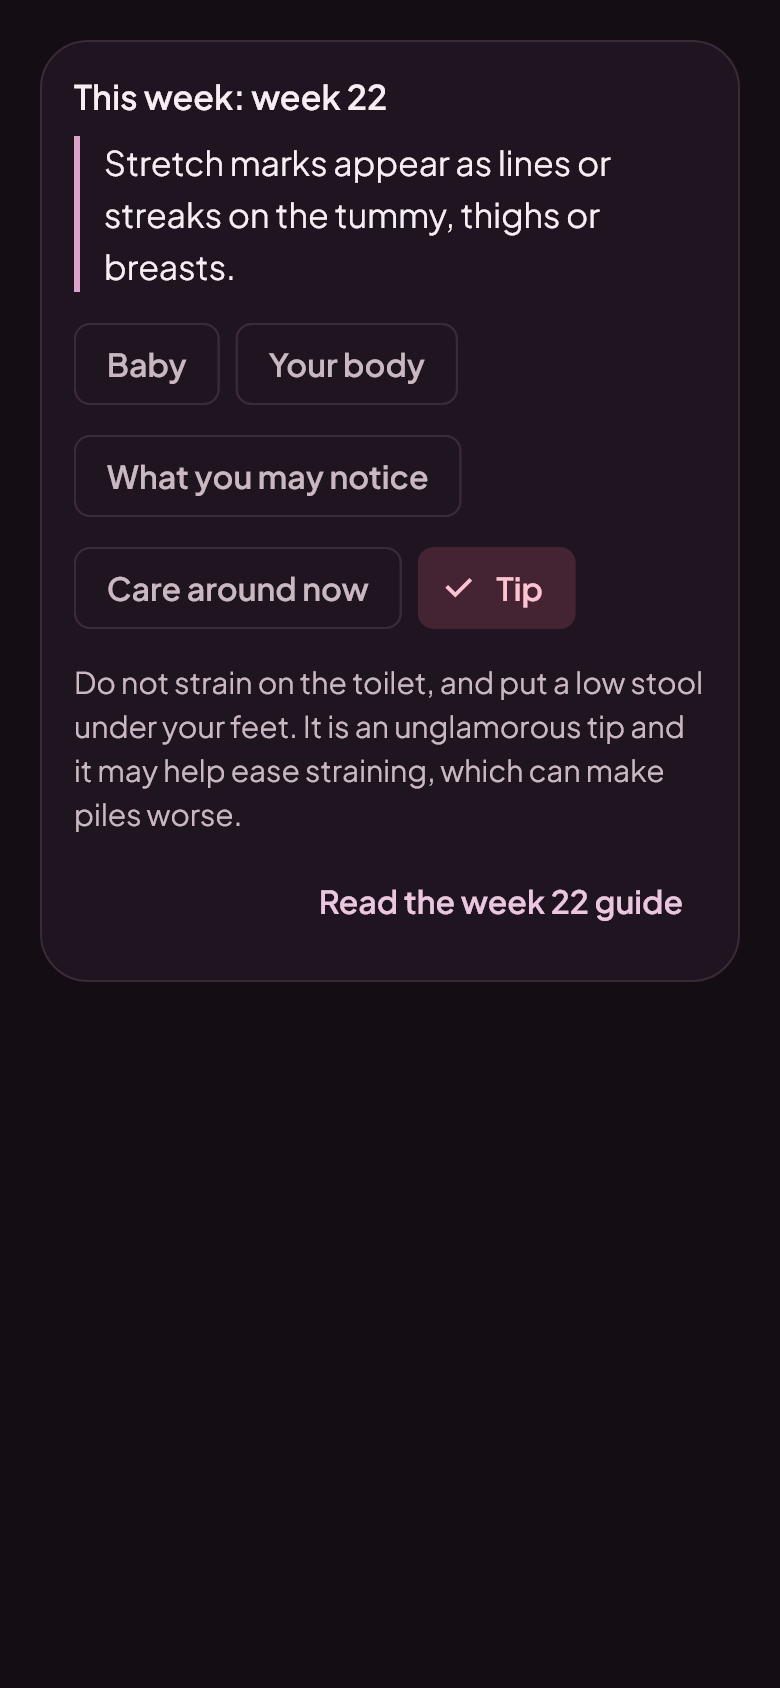 This week: week 22
Stretch marks appear as lines or
streaks on the tummy, thighs or
breasts.
Baby
Your body
What you may notice
Care around now
Tip
Do not strain on the toilet, and put a low stool
under your feet. It is an unglamorous tip and
it may help ease straining, which can make
piles worse.
Read the week 22 guide